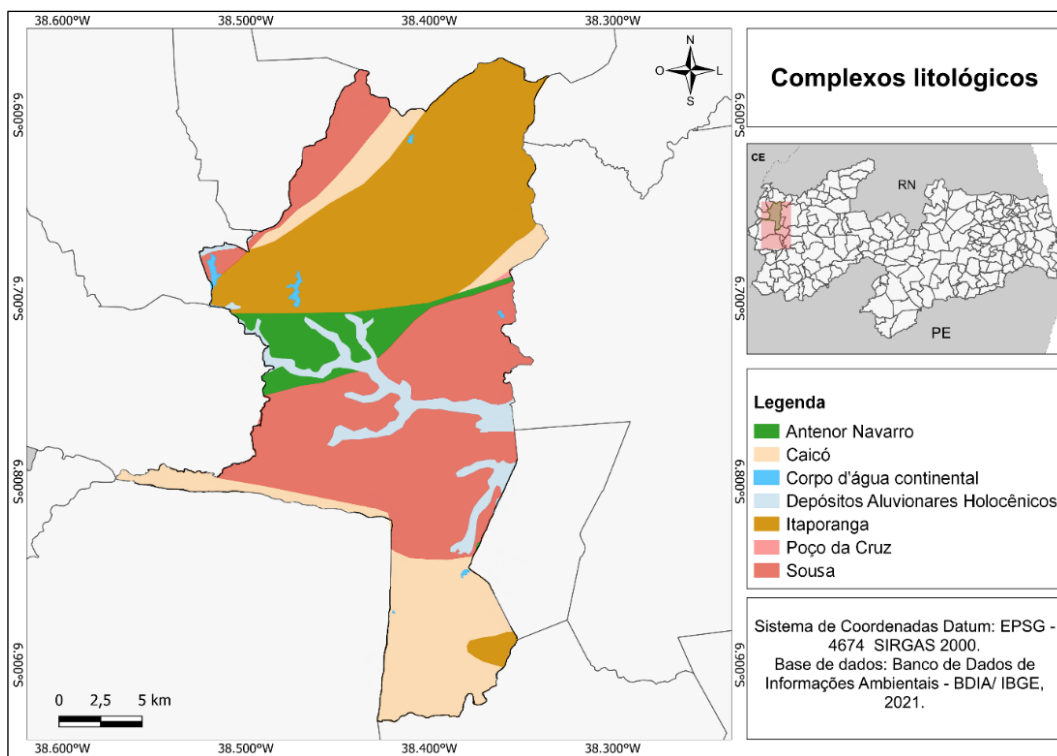 38.600°W 38.500°W 38.400°W 38.300°W
N
O L
S
6.600°S
6.600°S
6.700°S
6.700°S
6.800°S
6.800°S
6.900°S
6.900°S
0 2,5 5 km
38.600°W 38.500°W 38.400°W 38.300°W
Complexos litológicos
CE
RN
PE
Legenda
Antenor Navarro
Caicó
Corpo d'água continental
Depósitos Aluvionares Holocênicos
Itaporanga
Poço da Cruz
Sousa
Sistema de Coordenadas Datum: EPSG -
4674 SIRGAS 2000.
Base de dados: Banco de Dados de
Informações Ambientais - BDIA/ IBGE,
2021.